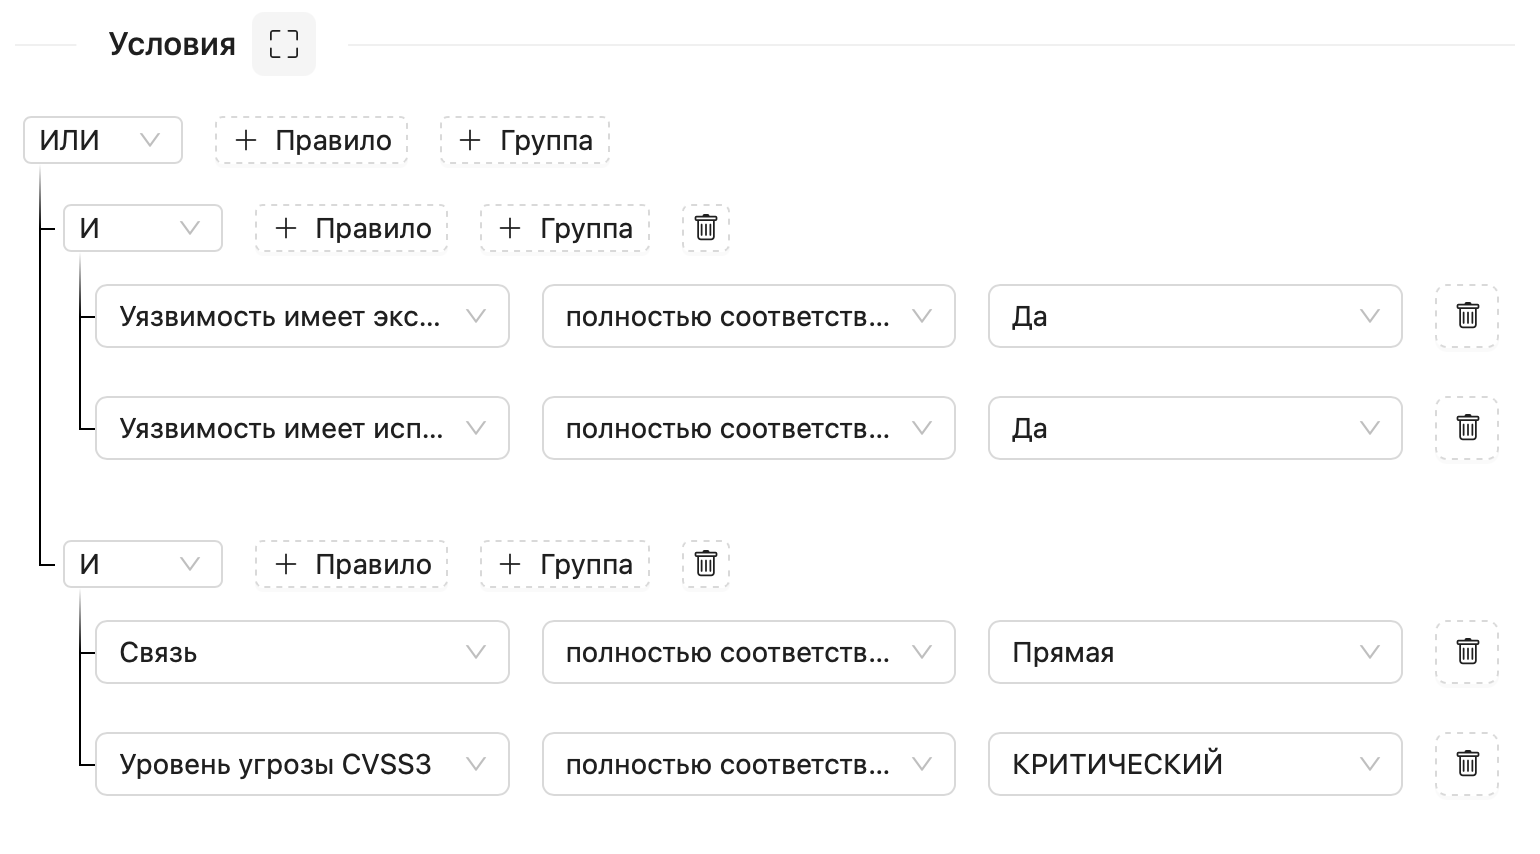 Условия
ИЛИ + Правило + Группа
И + Правило + Группа
Уязвимость имеет экс... полностью соответств... Да
Уязвимость имеет исп... полностью соответств... Да
И + Правило + Группа
Связь полностью соответств... Прямая
Уровень угрозы CVSS3 полностью соответств... КРИТИЧЕСКИЙ